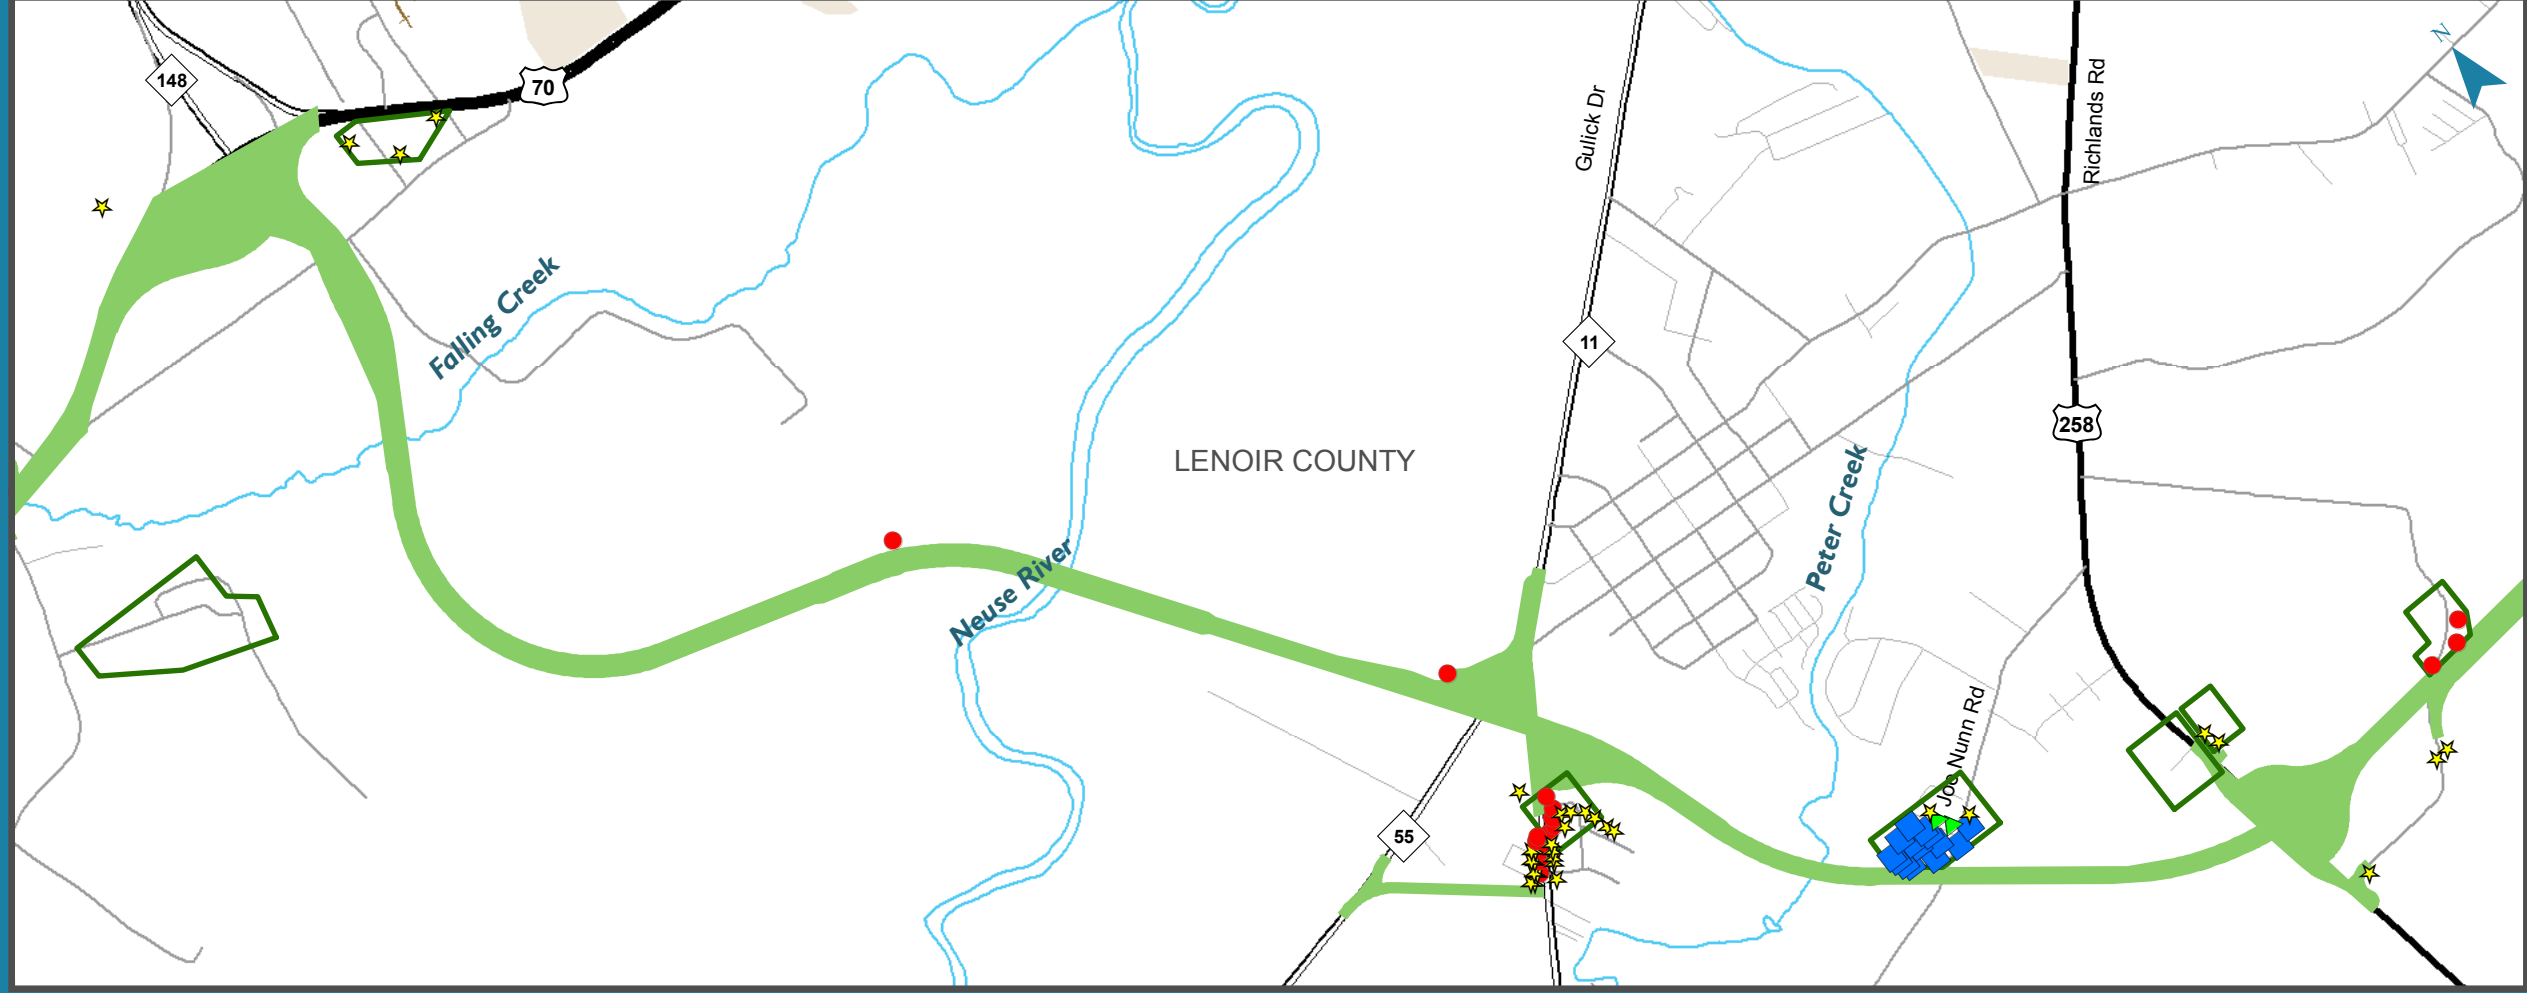 N
148
70
Richlands Rd
Gulick Dr
Falling Creek
11
258
LENOIR COUNTY
Peter Creek
Neuse River
Joe Nunn Rd
55